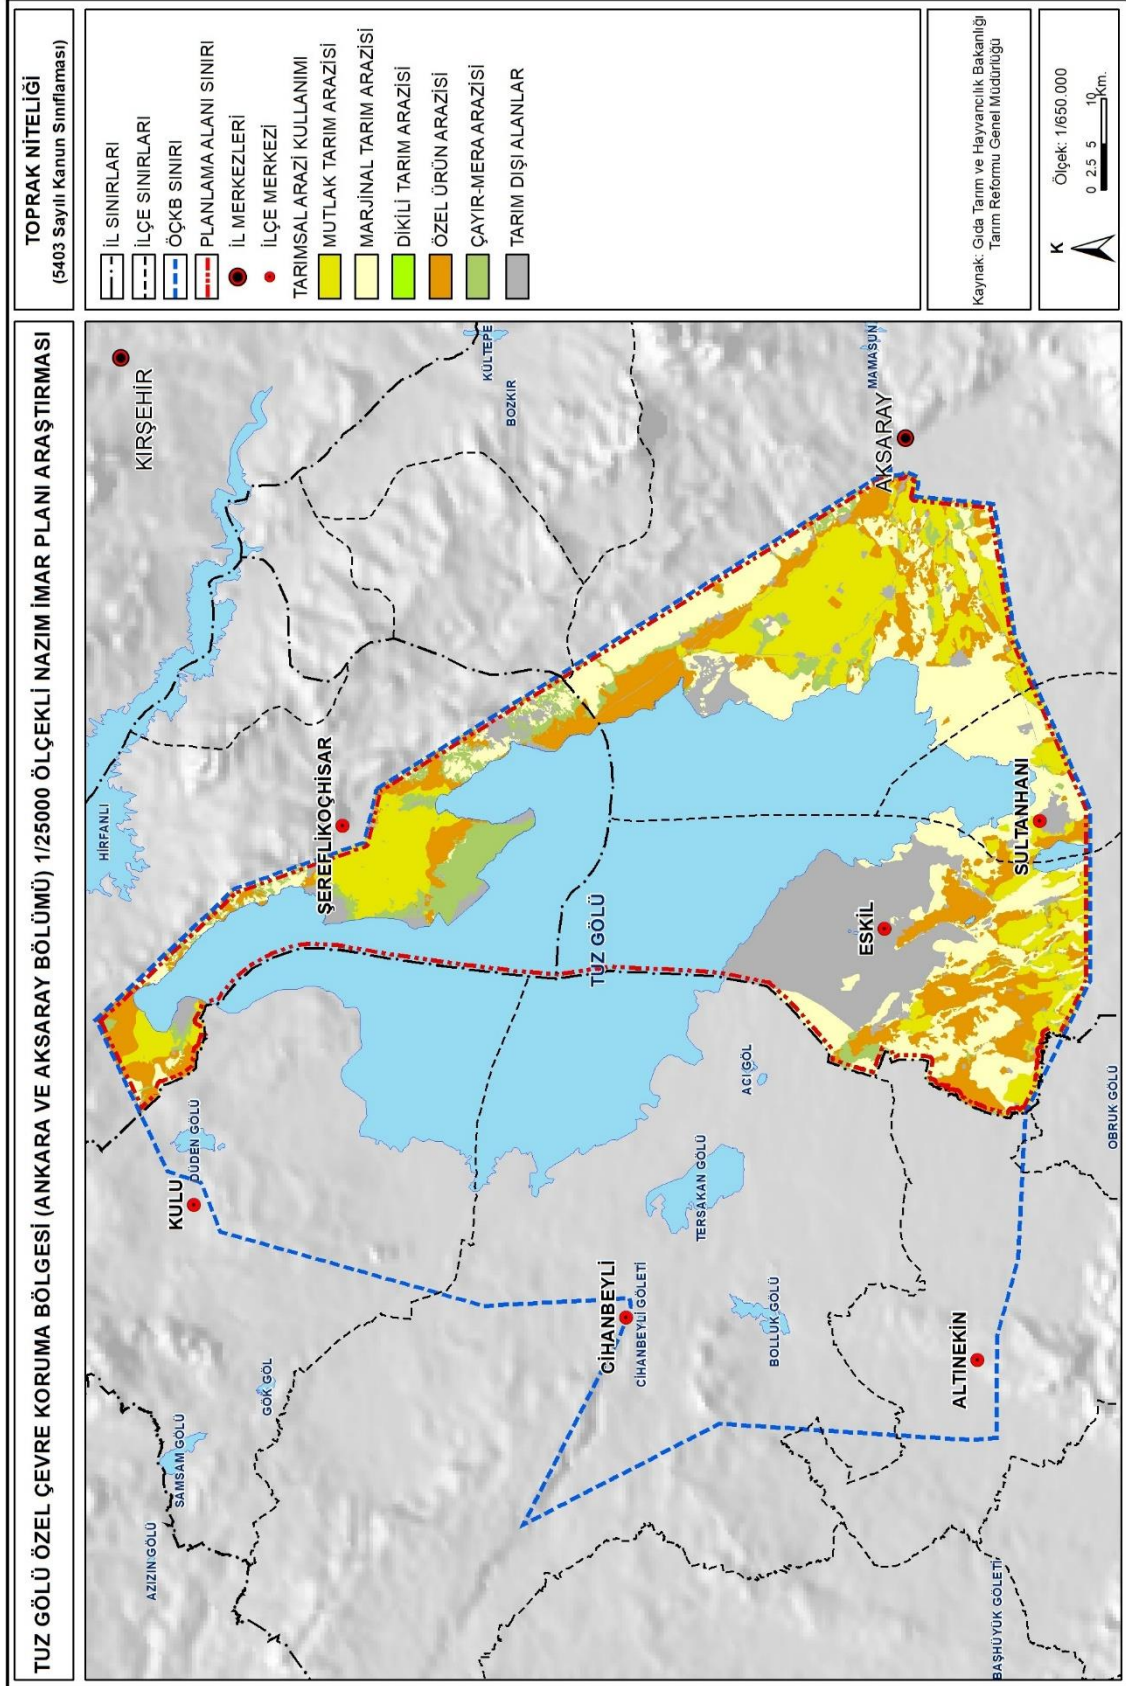 TUZ GÖLÜ ÖZEL ÇEVRE KORUMA BÖLGESİ (ANKARA VE AKSARAY BÖLÜMÜ) 1/25000 ÖLÇEKLİ NAZIM İMAR PLANI ARAŞTIRMASI
TOPRAK NİTELİĞİ
(5403 Sayılı Kanun Sınıflaması)
İL SINIRLARI
İLÇE SINIRLARI
ÖÇKB SINIRI
PLANLAMA ALANI SINIRI
İL MERKEZLERİ
İLÇE MERKEZİ
TARIMSAL ARAZİ KULLANIMI
MUTLAK TARIM ARAZİSİ
MARJİNAL TARIM ARAZİSİ
DİKİLİ TARIM ARAZİSİ
ÖZEL ÜRÜN ARAZİSİ
ÇAYIR-MERA ARAZİSİ
TARIM DIŞI ALANLAR
Kaynak: Gıda Tarım ve Hayvancılık Bakanlığı
Tarım Reformu Genel Müdürlüğü
K
Ölçek: 1/650.000
0 2.5 5 10 Km.
KIRŞEHİR
HİRFANLI
KÜLTEPE
BOZKIR
ŞEREFLİKOÇHİSAR
AKSARAY
MAMASUN
TUZ GÖLÜ
ESKİL
SULTANHANI
DÜDEN GÖLÜ
KULU
ACI GÖL
TERSAKAN GÖLÜ
OBRUK GÖLÜ
CİHANBEYLİ
CİHANBEYLİ GÖLETİ
BOLLUK GÖLÜ
ALTINEKİN
GÖK GÖL
SAMSAM GÖLÜ
AZIZIN GÖLÜ
BAŞHÜYÜK GÖLETİ